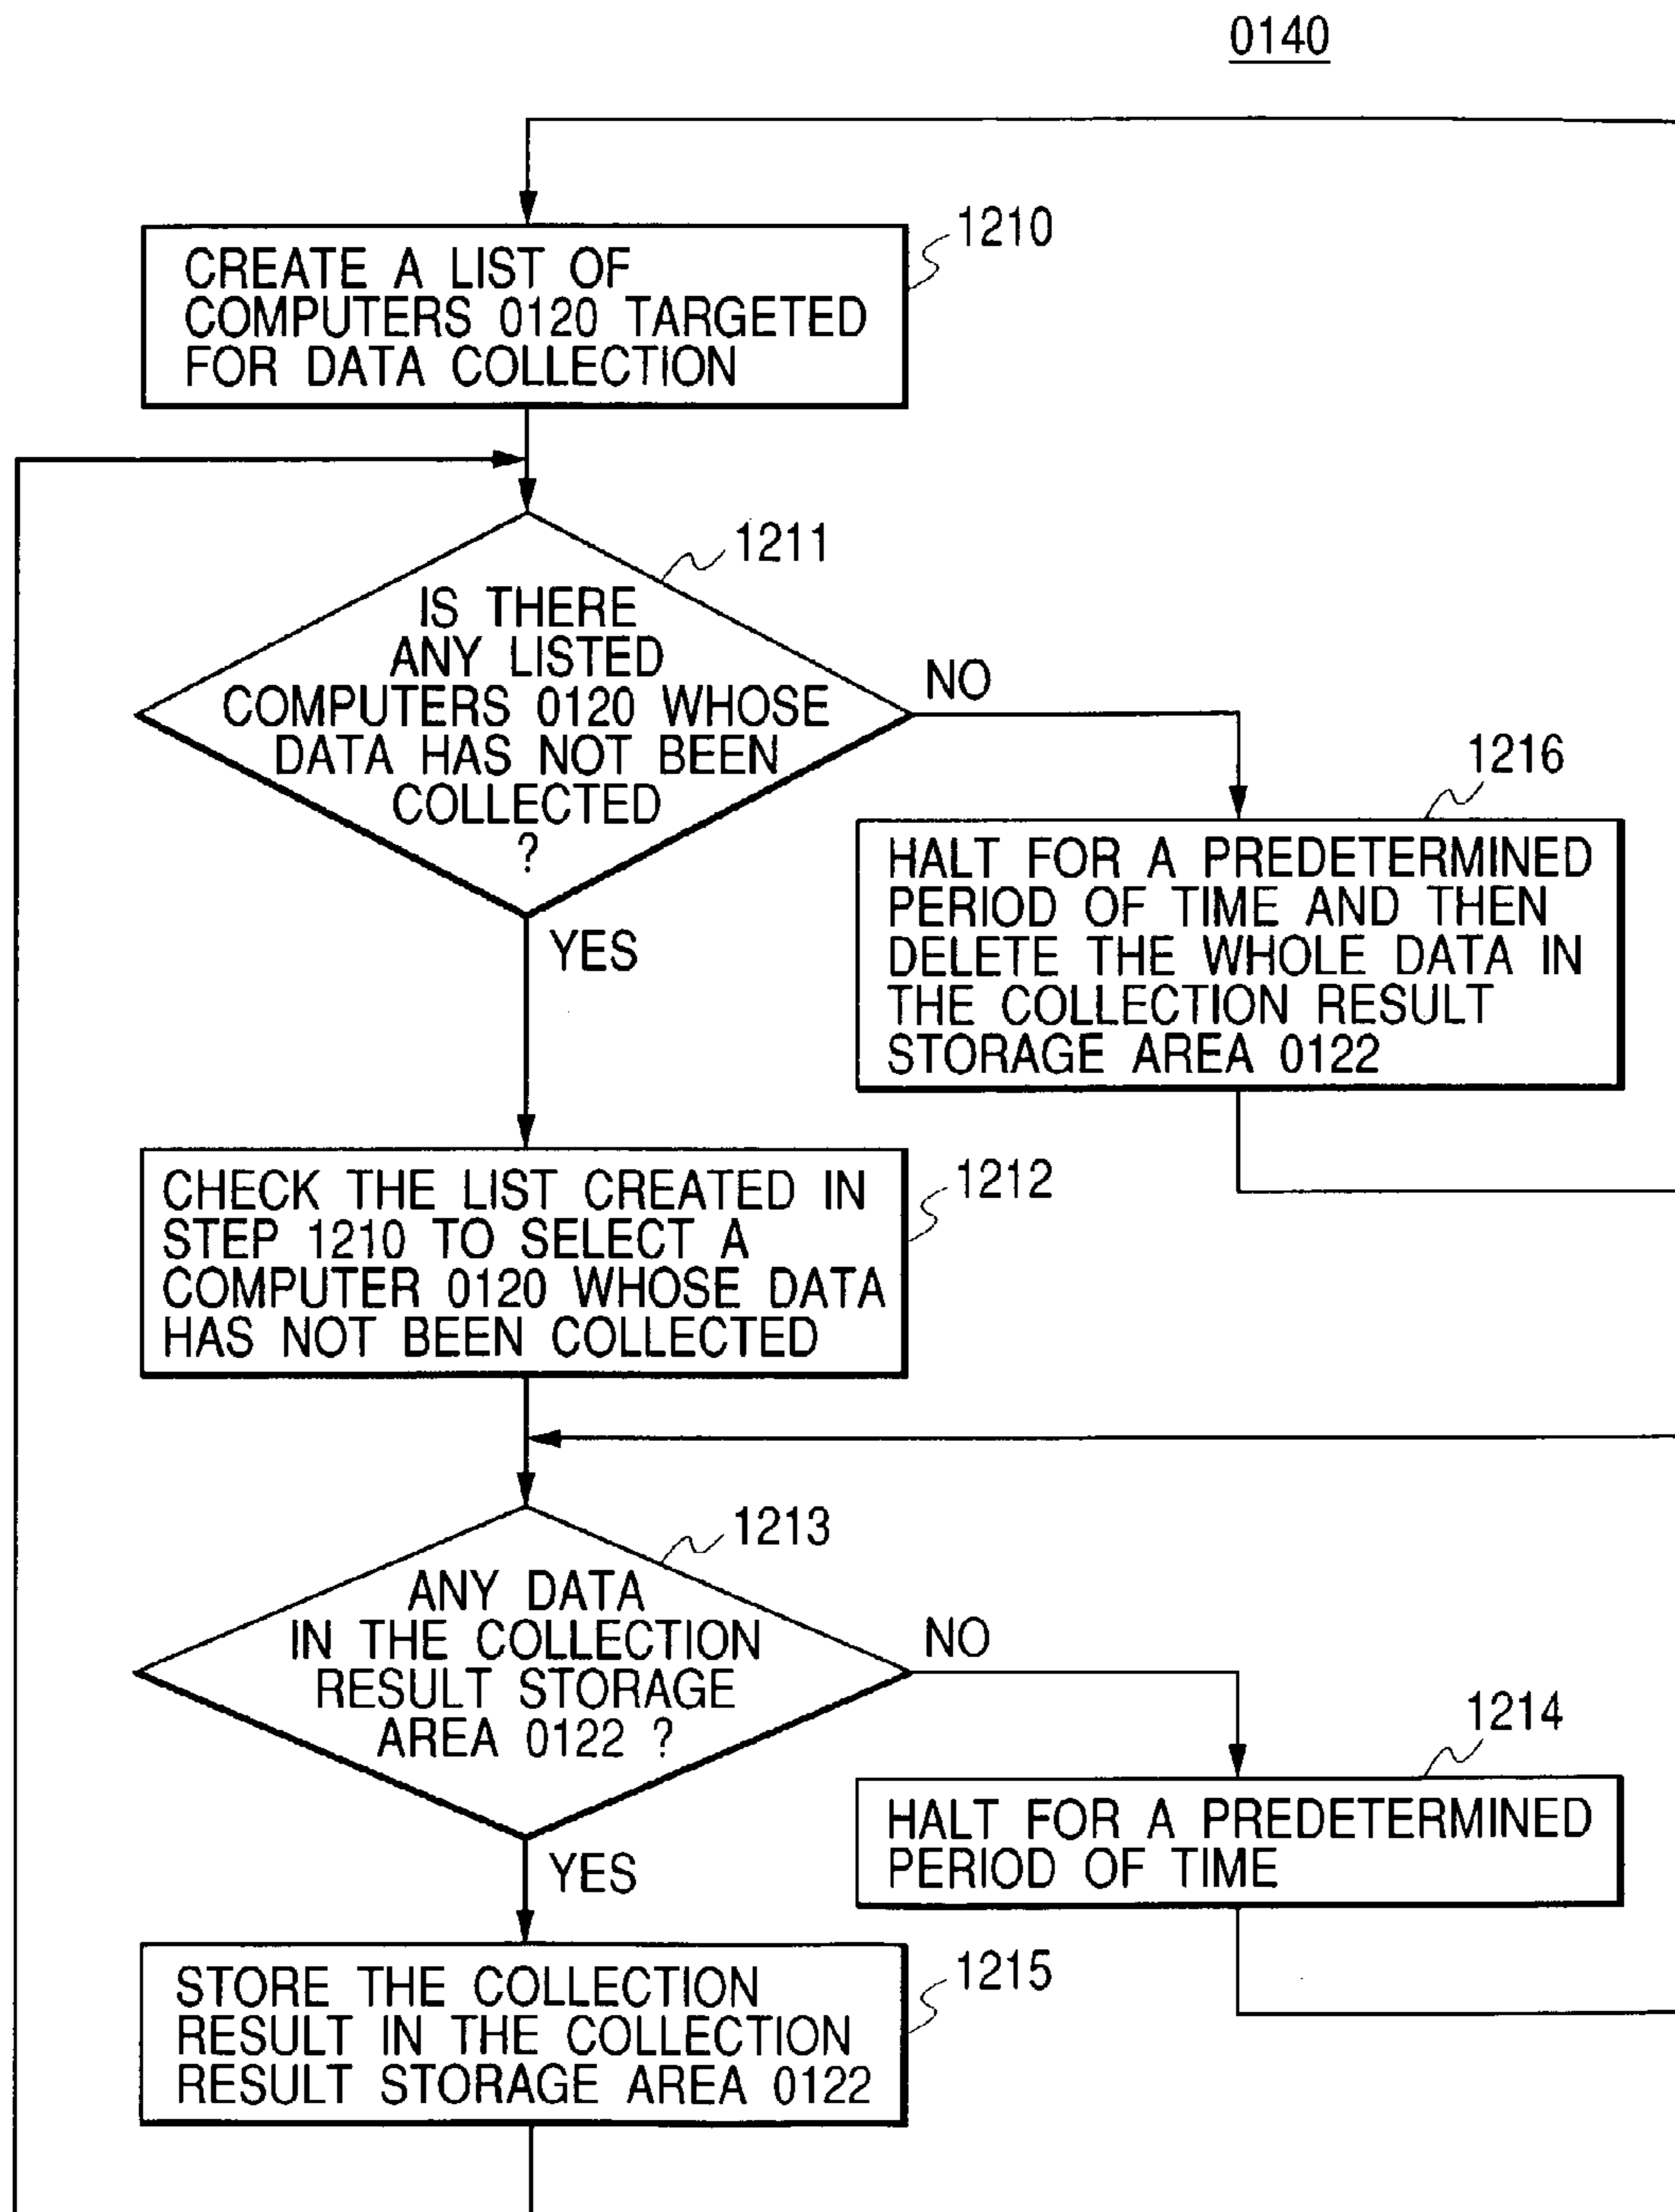 0140
1210
CREATE A LIST OF
COMPUTERS 0120 TARGETED
FOR DATA COLLECTION
1211
IS THERE
ANY LISTED
COMPUTERS 0120 WHOSE
DATA HAS NOT BEEN
COLLECTED
?
NO
YES
1216
HALT FOR A PREDETERMINED
PERIOD OF TIME AND THEN
DELETE THE WHOLE DATA IN
THE COLLECTION RESULT
STORAGE AREA 0122
1212
CHECK THE LIST CREATED IN
STEP 1210 TO SELECT A
COMPUTER 0120 WHOSE DATA
HAS NOT BEEN COLLECTED
1213
ANY DATA
IN THE COLLECTION
RESULT STORAGE
AREA 0122 ?
NO
YES
1214
HALT FOR A PREDETERMINED
PERIOD OF TIME
1215
STORE THE COLLECTION
RESULT IN THE COLLECTION
RESULT STORAGE AREA 0122